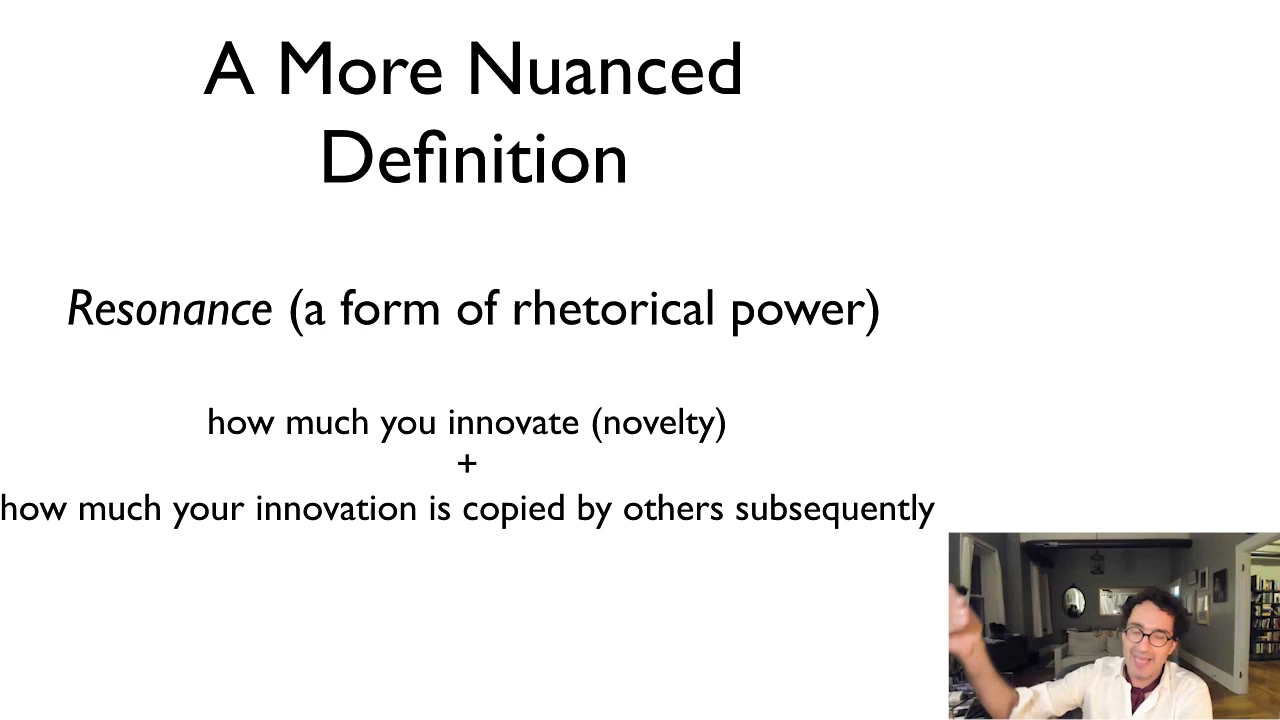 A More Nuanced
Definition
Resonance (a form of rhetorical power)
how much you innovate (novelty)
+
how much your innovation is copied by others subsequently